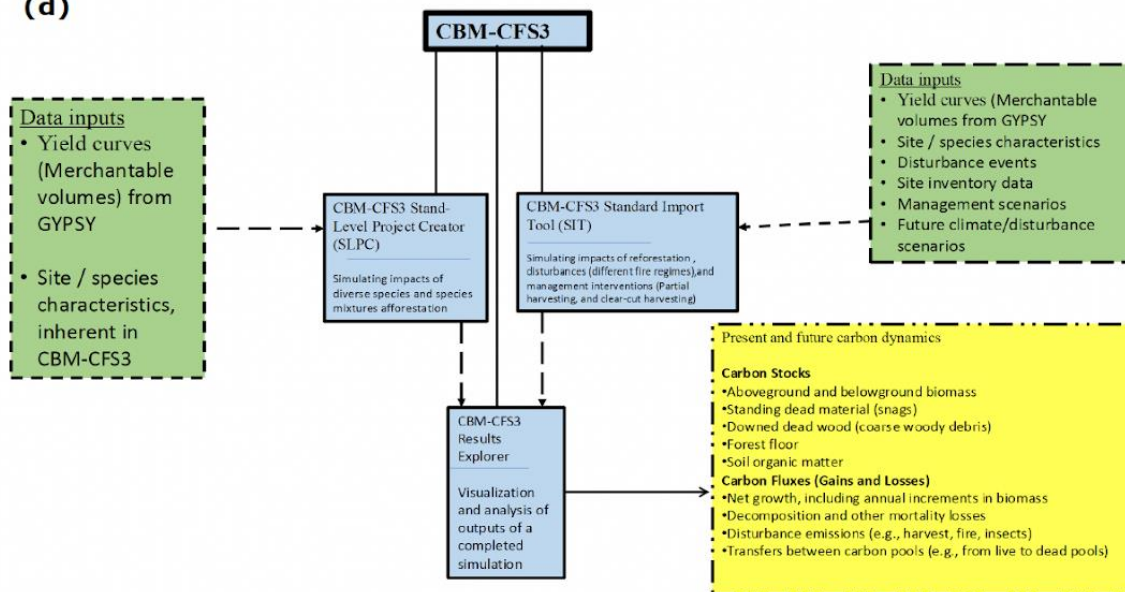 (d)
CBM-CFS3
Data inputs
• Yield curves
(Merchantable
volumes) from
GYPSY
• Site / species
characteristics,
inherent in
CBM-CFS3
CBM-CFS3 Stand-
Level Project Creator
(SLPC)
Simulating impacts of
diverse species and species
mixtures afforestation
CBM-CFS3 Standard Import
Tool (SIT)
Simulating impacts of reforestation ,
disturbances (different fire regimes),and
management interventions (Partial
harvesting, and clear-cut harvesting)
Data inputs
• Yield curves (Merchantable
volumes from GYPSY
• Site / species characteristics
• Disturbance events
• Site inventory data
• Management scenarios
• Future climate/disturbance
scenarios
CBM-CFS3
Results
Explorer
Visualization
and analysis of
outputs of a
completed
simulation
Present and future carbon dynamics
Carbon Stocks
•Aboveground and belowground biomass
•Standing dead material (snags)
•Downed dead wood (coarse woody debris)
•Forest floor
•Soil organic matter
Carbon Fluxes (Gains and Losses)
•Net growth, including annual increments in biomass
•Decomposition and other mortality losses
•Disturbance emissions (e.g., harvest, fire, insects)
•Transfers between carbon pools (e.g., from live to dead pools)